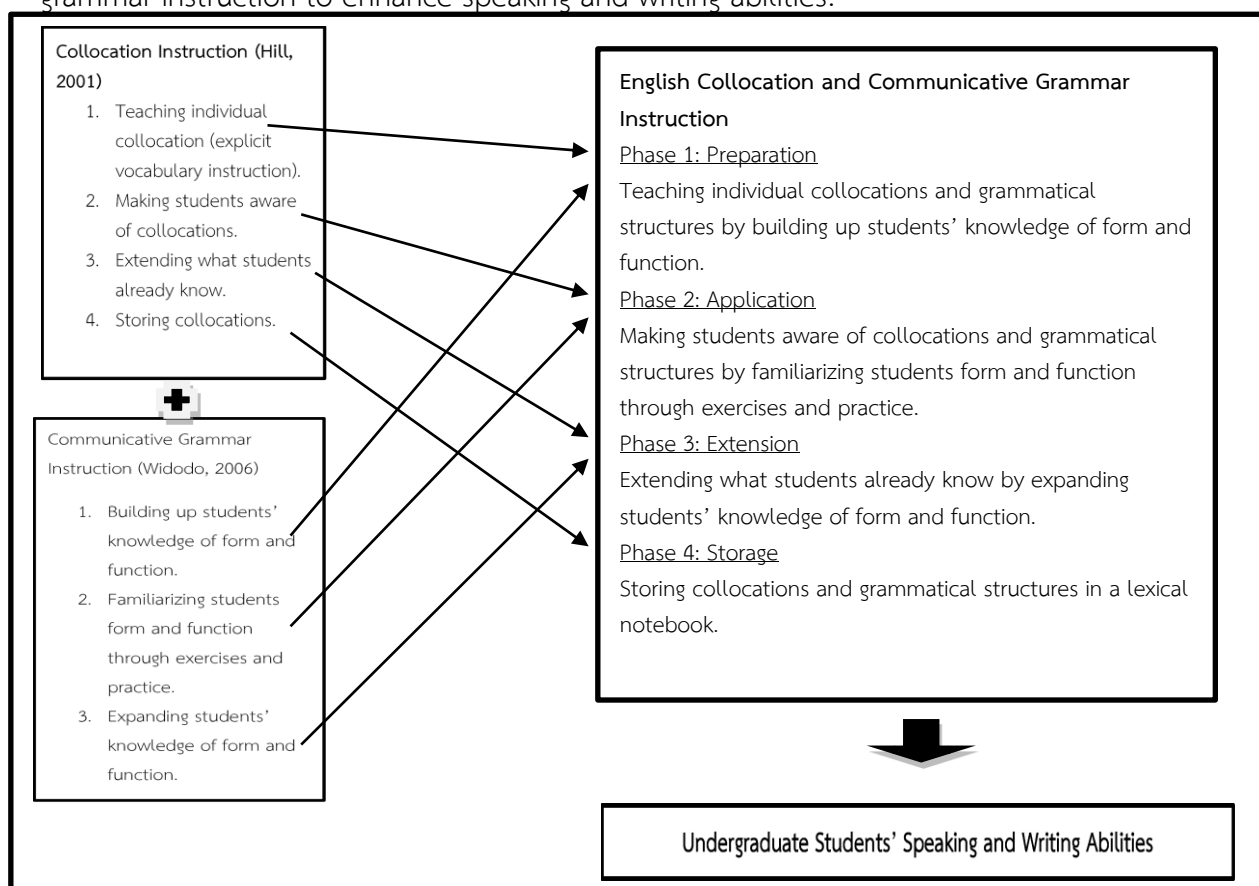 grammar instruction to enhance speaking and writing abilities.
Collocation Instruction (Hill,
2001)
1. Teaching individual
collocation (explicit
vocabulary instruction).
2. Making students aware
of collocations.
3. Extending what students
already know.
4. Storing collocations.
Communicative Grammar
Instruction (Widodo, 2006)
1. Building up students’
knowledge of form and
function.
2. Familiarizing students
form and function
through exercises and
practice.
3. Expanding students’
knowledge of form and
function.
English Collocation and Communicative Grammar
Instruction
Phase 1: Preparation
Teaching individual collocations and grammatical
structures by building up students’ knowledge of form and
function.
Phase 2: Application
Making students aware of collocations and grammatical
structures by familiarizing students form and function
through exercises and practice.
Phase 3: Extension
Extending what students already know by expanding
students’ knowledge of form and function.
Phase 4: Storage
Storing collocations and grammatical structures in a lexical
notebook.
Undergraduate Students’ Speaking and Writing Abilities